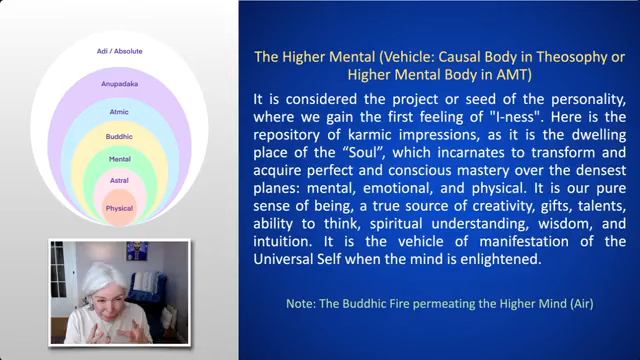 Adi / Absolute
Anupadaka
Atmic
Buddhic
Mental
Astral
Physical
The Higher Mental (Vehicle: Causal Body in Theosophy or
Higher Mental Body in AMT)
It is considered the project or seed of the personality,
where we gain the first feeling of "I-ness". Here is the
repository of karmic impressions, as it is the dwelling
place of the “Soul”, which incarnates to transform and
acquire perfect and conscious mastery over the densest
planes: mental, emotional, and physical. It is our pure
sense of being, a true source of creativity, gifts, talents,
ability to think, spiritual understanding, wisdom, and
intuition. It is the vehicle of manifestation of the
Universal Self when the mind is enlightened.
Note: The Buddhic Fire permeating the Higher Mind (Air)